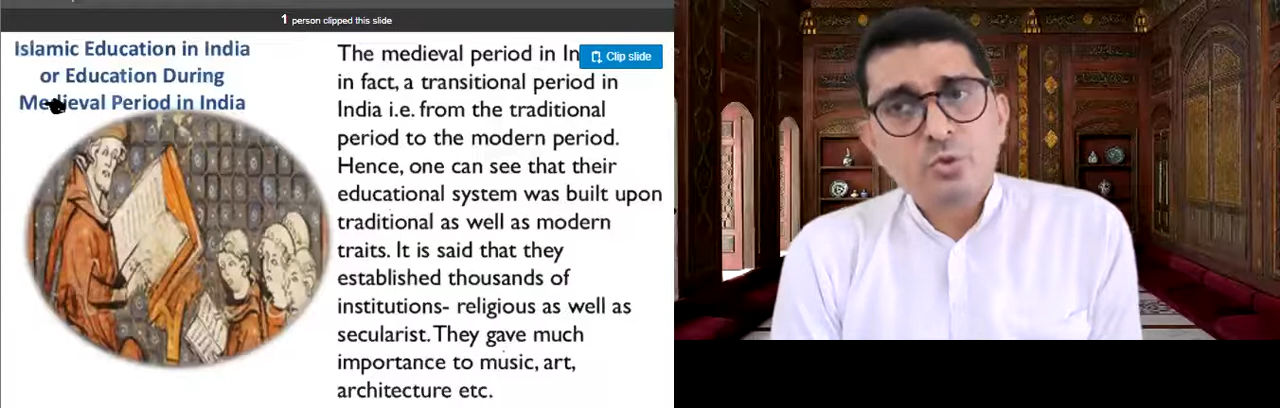 1 person clipped this slide
Islamic Education in India
or Education During
Medieval Period in India
The medieval period in In
Clip slide
in fact, a transitional period in
India i.e. from the traditional
period to the modern period.
Hence, one can see that their
educational system was built upon
traditional as well as modern
traits. It is said that they
established thousands of
institutions- religious as well as
secularist. They gave much
importance to music, art,
architecture etc.